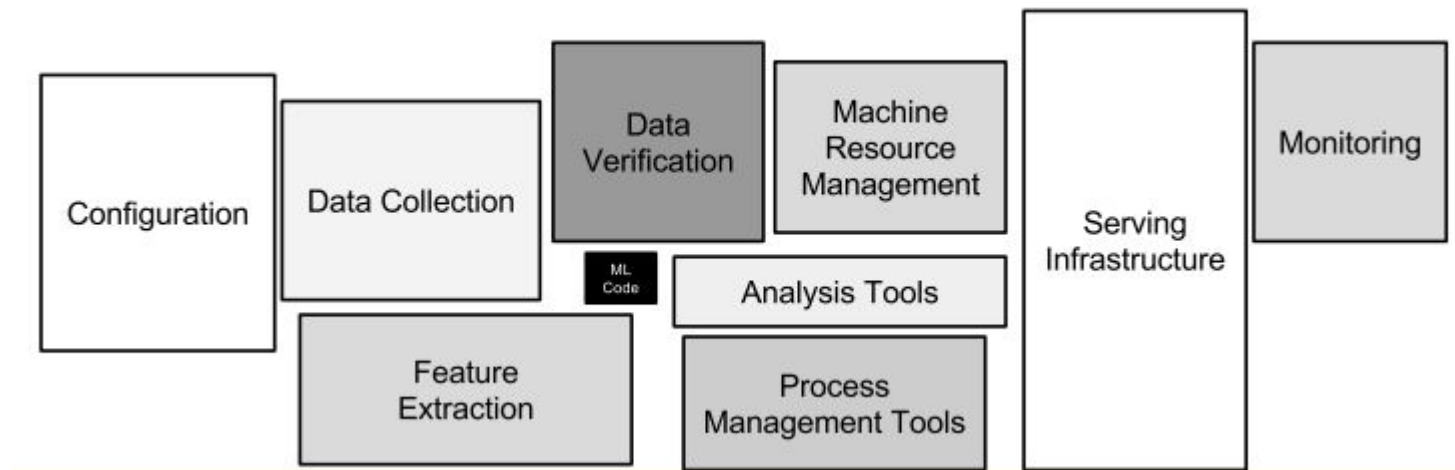 Configuration
Data Collection
Data
Verification
Machine
Resource
Management
Serving
Infrastructure
Monitoring
ML
Code
Analysis Tools
Feature
Extraction
Process
Management Tools